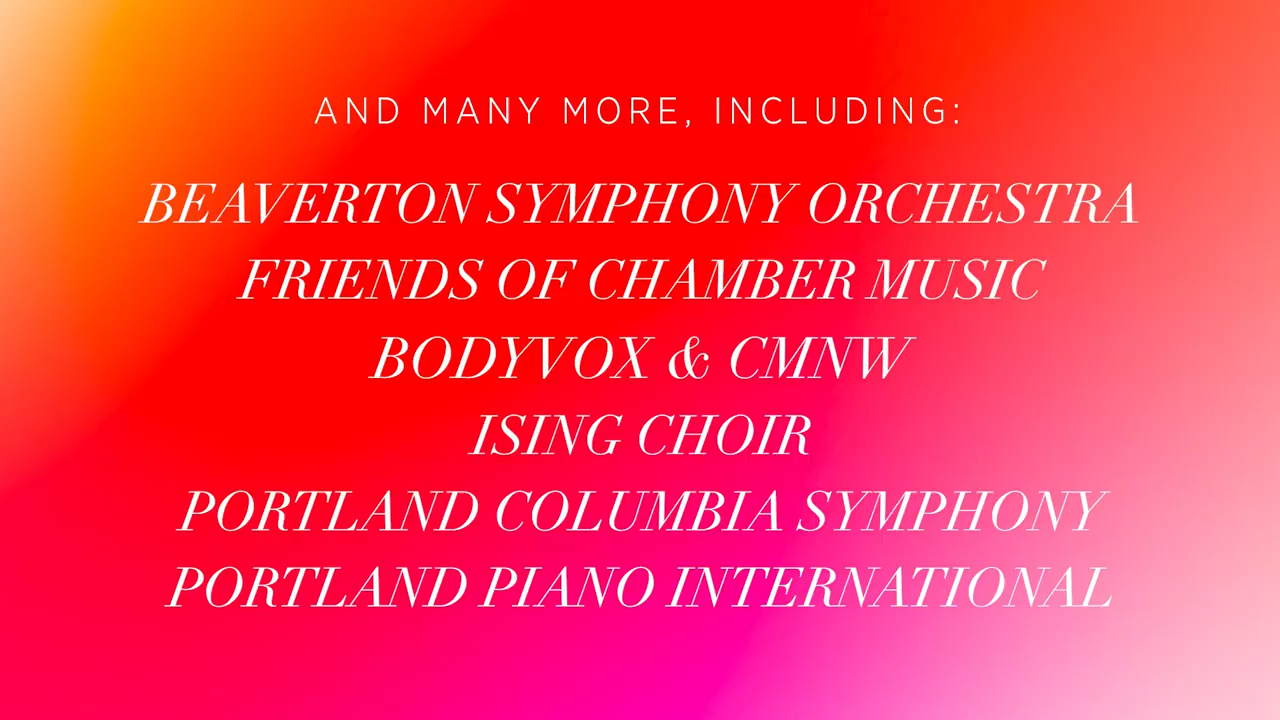 AND MANY MORE, INCLUDING:
BEAVERTON SYMPHONY ORCHESTRA
FRIENDS OF CHAMBER MUSIC
BODYVOX & CMNW
ISING CHOIR
PORTLAND COLUMBIA SYMPHONY
PORTLAND PIANO INTERNATIONAL